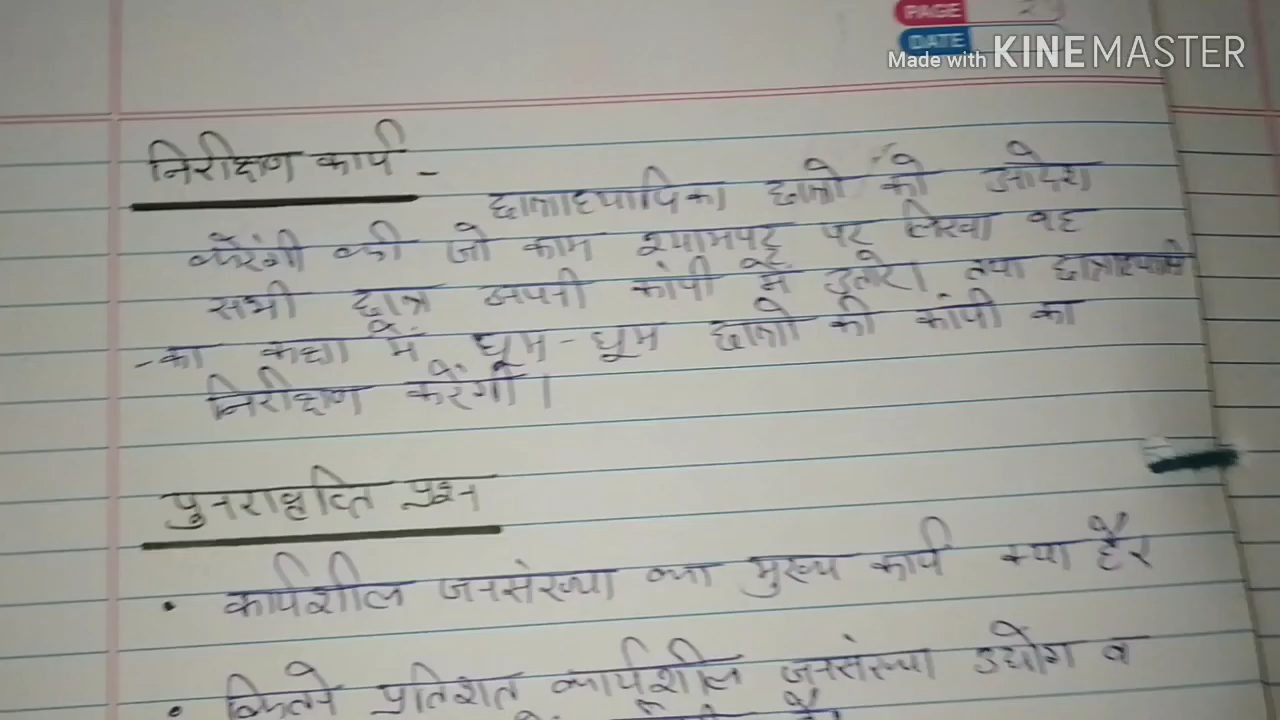 PAGE
DATE
Made with KINEMASTER
निरीक्षण कार्य -
छात्राध्यापिका छात्रो को आदेश
करेंगी की जो काम श्यामपट्ट पर लिखा वह
सभी छात्र अपनी कांपी में उतारे। तथा छात्राध्यापि
-का कक्षा में घूम-घूम छात्रो की कांपी का
निरीक्षण करेंगी।
पुनरावृत्ति प्रश्न
• कार्यशील जनसंख्या का मुख्य कार्य क्या है?
• कितने प्रतिशत कार्यशील जनसंख्या उद्योग व